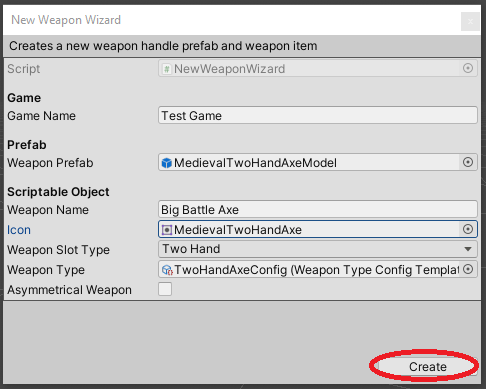 New Weapon Wizard
Creates a new weapon handle prefab and weapon item
Script NewWeaponWizard
Game
Game Name Test Game
Prefab
Weapon Prefab MedievalTwoHandAxeModel
Scriptable Object
Weapon Name Big Battle Axe
Icon MedievalTwoHandAxe
Weapon Slot Type Two Hand
Weapon Type TwoHandAxeConfig (Weapon Type Config Templat
Asymmetrical Weapon
Create